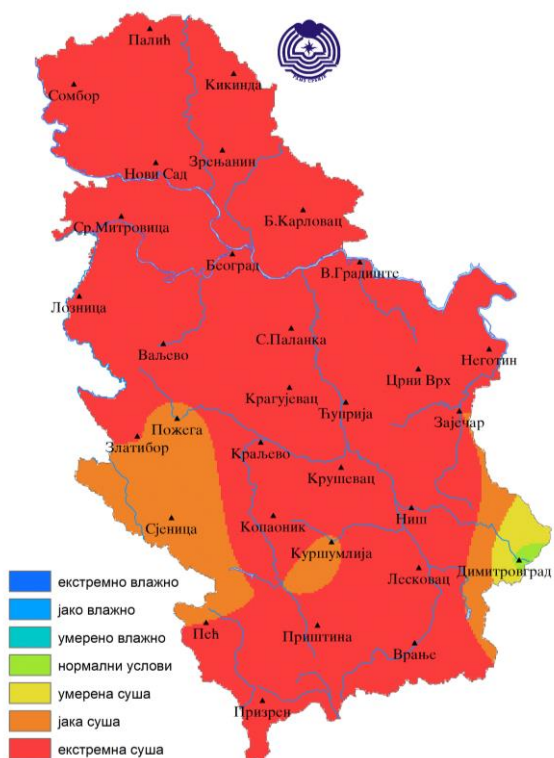 Палић
Кикинда
Сомбор
Зрењанин
Нови Сад
Б.Карловац
Ср.Митровица
Београд
В.Градиште
Лозница
С.Паланка
Ваљево
Неготин
Црни Врх
Крагујевац
Ћуприја
Зајечар
Пожега
Златибор
Краљево
Крушевац
Ниш
Копаоник
Сјеница
Куршумлија
Димитровград
Лесковац
Пећ
Приштина
Врање
Призрен
екстремно влажно
јако влажно
умерено влажно
нормални услови
умерена суша
јака суша
екстремна суша